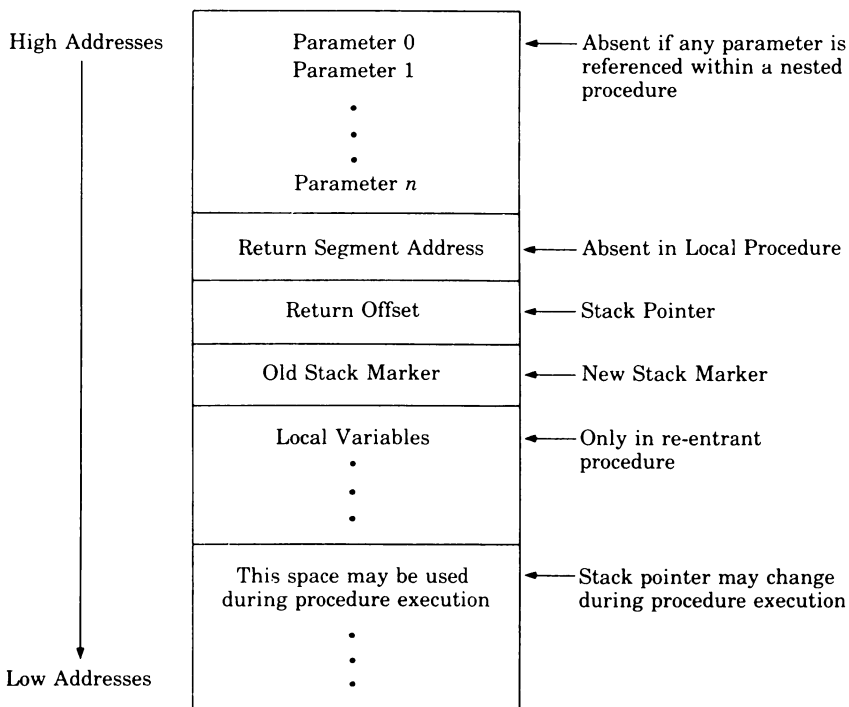 High Addresses
Parameter 0
Parameter 1
•
•
•
Parameter n
Absent if any parameter is
referenced within a nested
procedure
Return Segment Address
Absent in Local Procedure
Return Offset
Stack Pointer
Old Stack Marker
New Stack Marker
Local Variables
•
•
•
Only in re-entrant
procedure
This space may be used
during procedure execution
•
•
•
Stack pointer may change
during procedure execution
Low Addresses